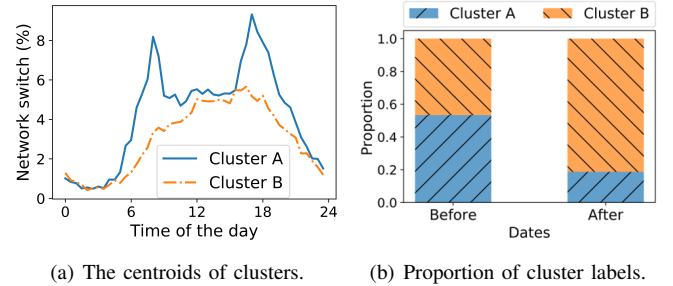 Network switch (%)
8
6
4
2
0
Cluster A
Cluster B
0 6 12 18 24
Time of the day
(a) The centroids of clusters.
Cluster A Cluster B
Proportion
1.0
0.8
0.6
0.4
0.2
0.0
Before After
Dates
(b) Proportion of cluster labels.